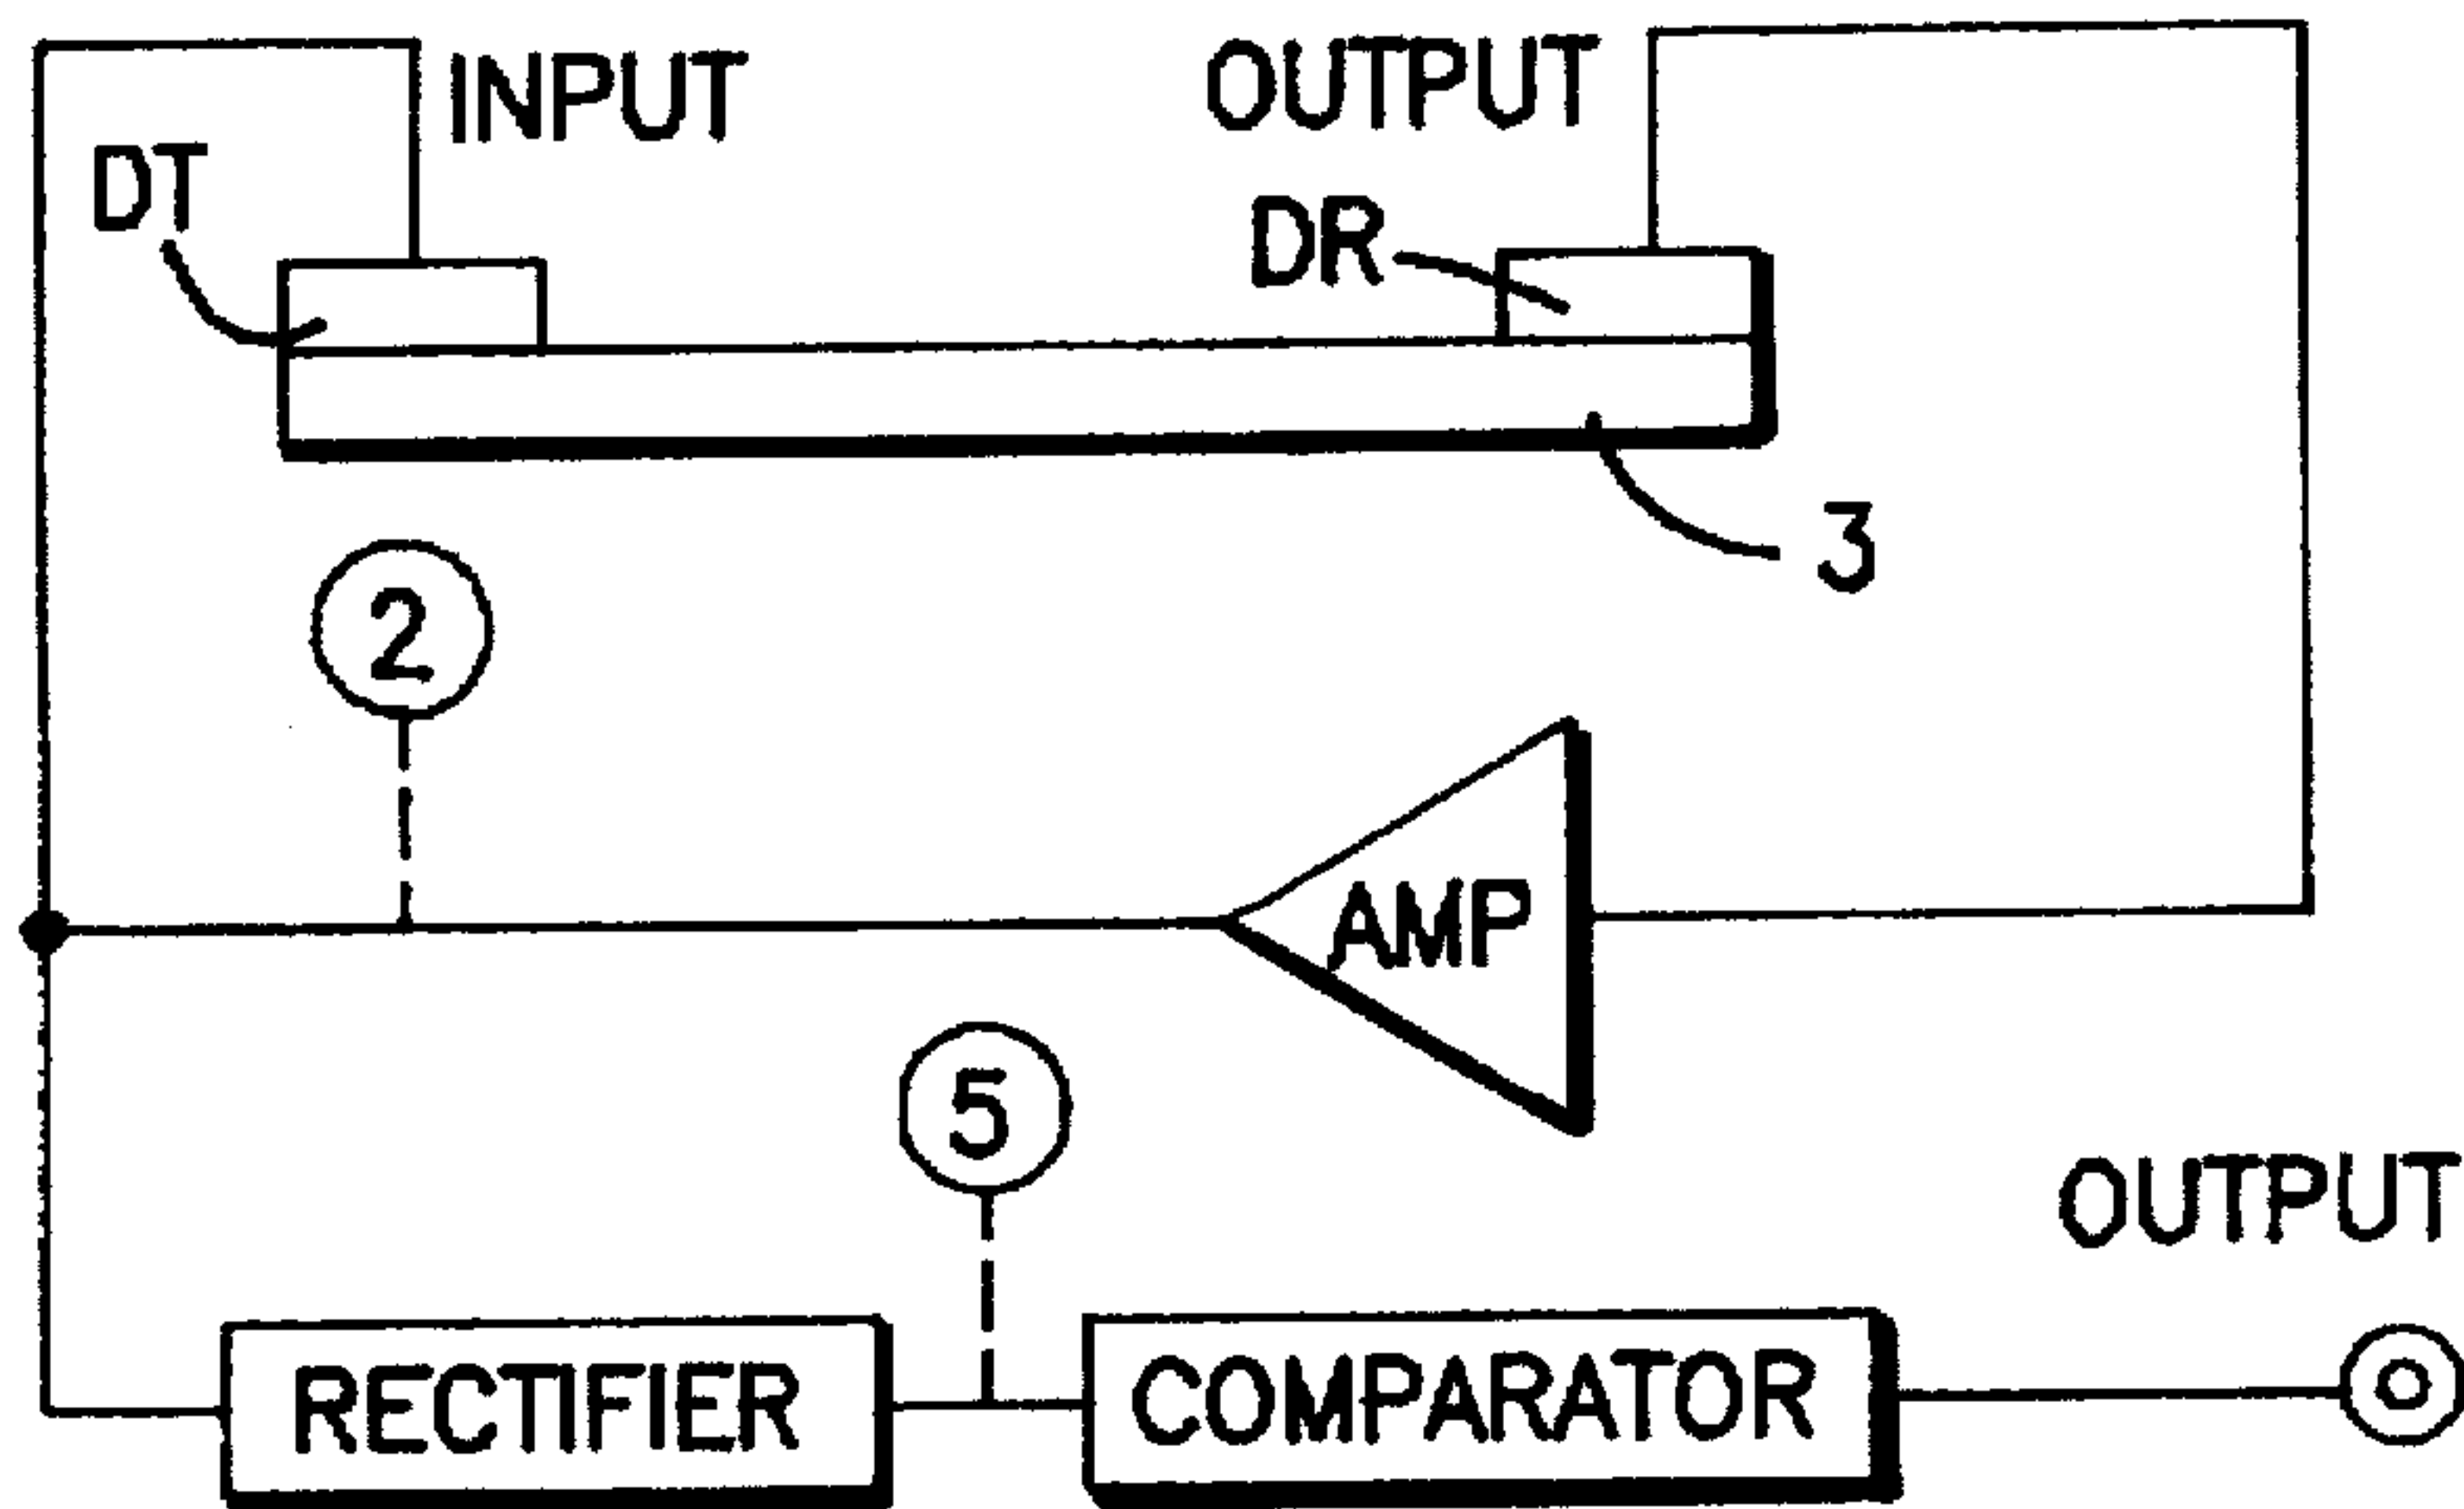 INPUT
OUTPUT
DT
DR
3
2
AMP
5
OUTPUT
RECTIFIER
COMPARATOR